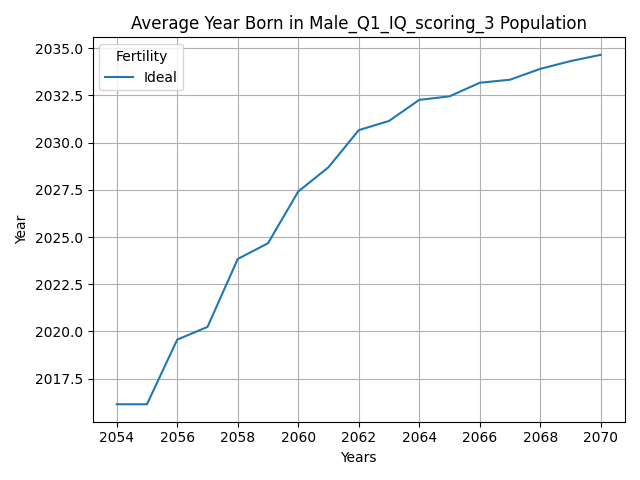 Average Year Born in Male_Q1_IQ_scoring_3 Population
Fertility
Ideal
2035.0
2032.5
2030.0
2027.5
2025.0
2022.5
2020.0
2017.5
Year
2054 2056 2058 2060 2062 2064 2066 2068 2070
Years